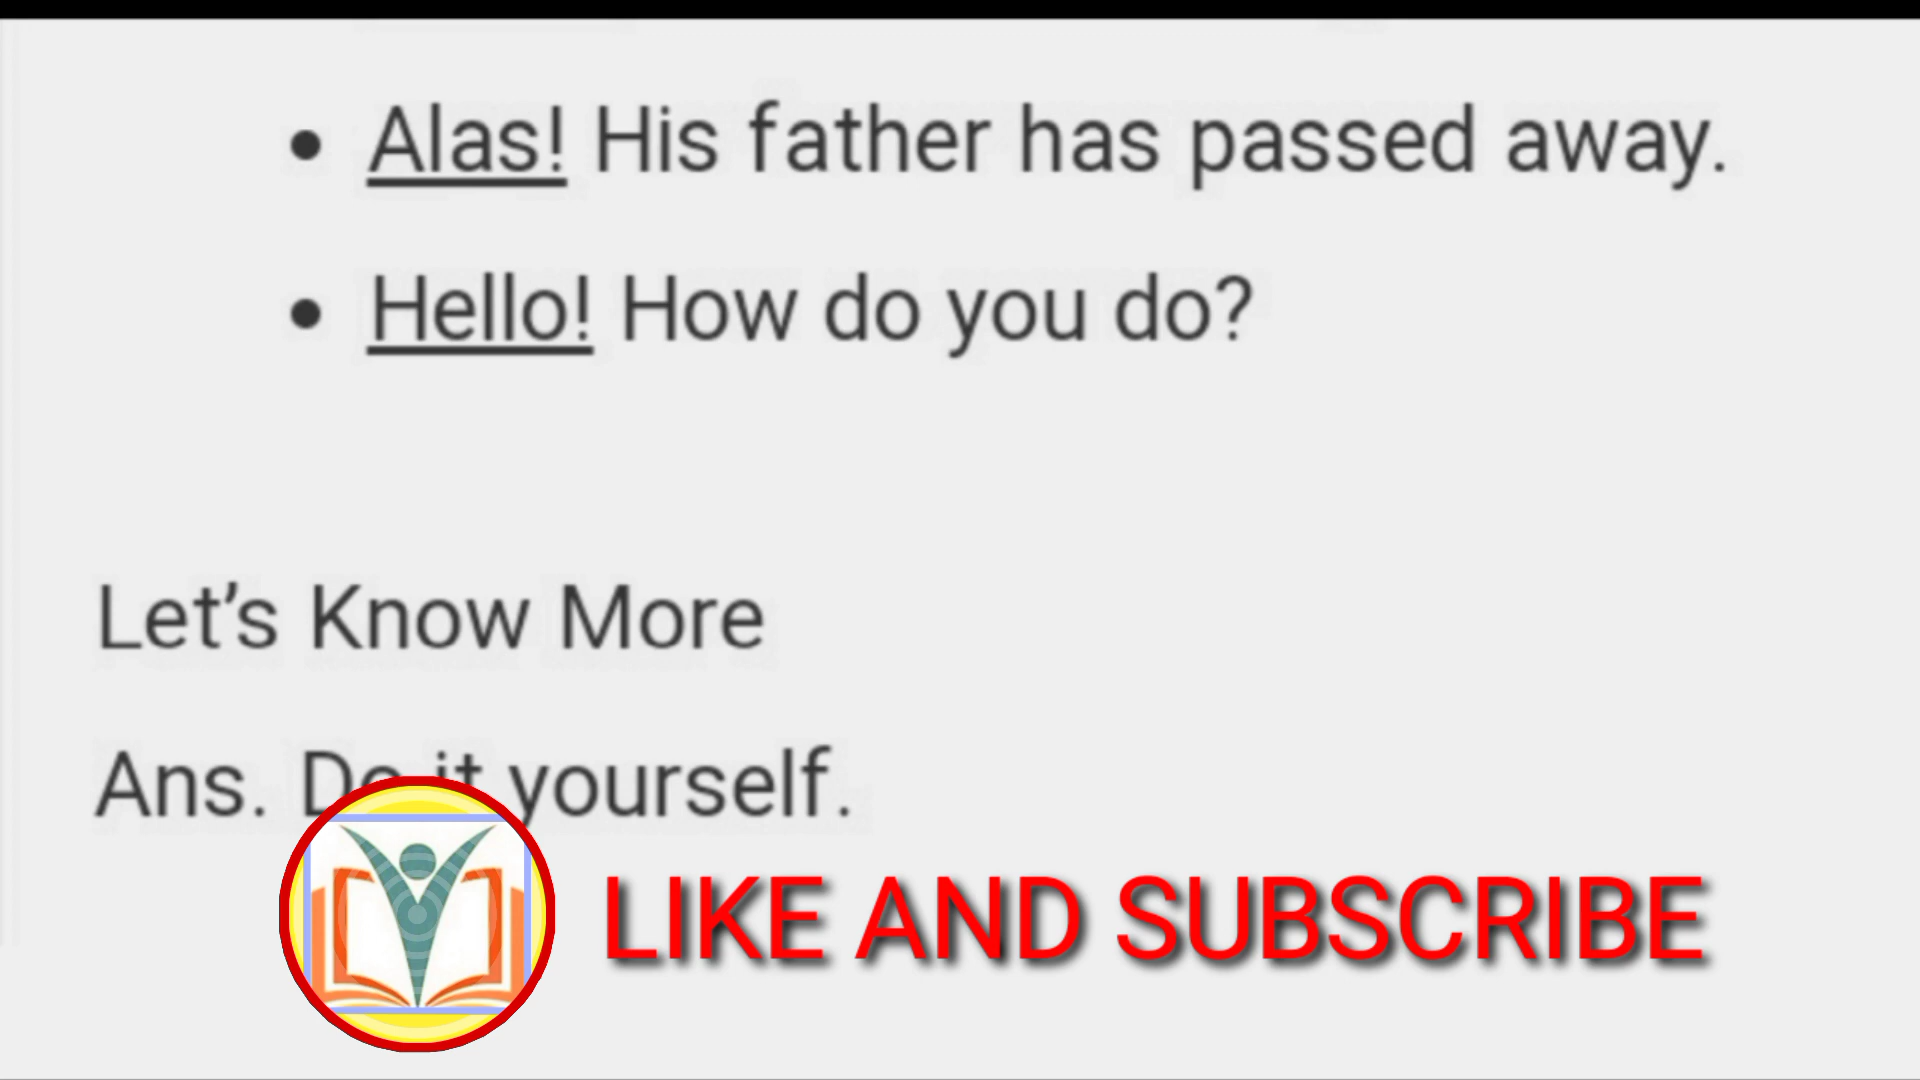 • Alas! His father has passed away.
• Hello! How do you do?
Let’s Know More
Ans. Do it yourself.
LIKE AND SUBSCRIBE